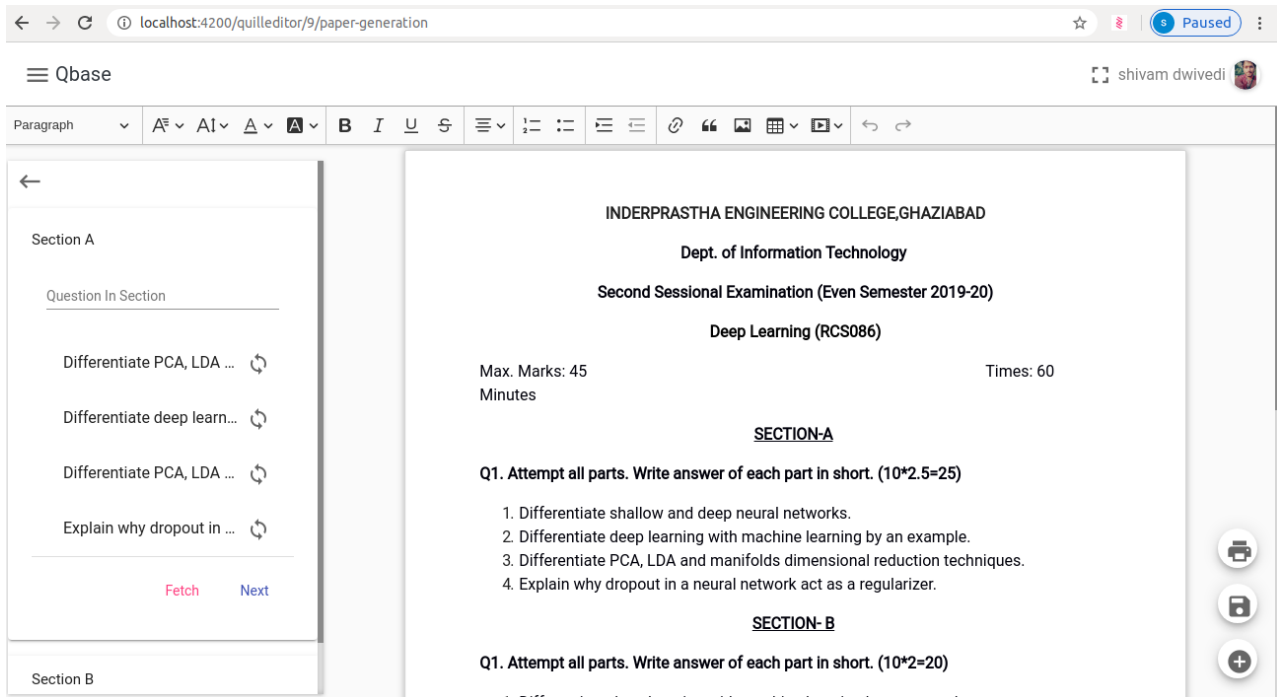 localhost:4200/quilleditor/9/paper-generation
s Paused
Qbase
shivam dwivedi
Paragraph
Section A
Question In Section
Differentiate PCA, LDA ...
Differentiate deep learn...
Differentiate PCA, LDA ...
Explain why dropout in ...
Fetch Next
Section B
INDERPRASTHA ENGINEERING COLLEGE,GHAZIABAD
Dept. of Information Technology
Second Sessional Examination (Even Semester 2019-20)
Deep Learning (RCS086)
Max. Marks: 45 Times: 60
Minutes
SECTION-A
Q1. Attempt all parts. Write answer of each part in short. (10*2.5=25)
1. Differentiate shallow and deep neural networks.
2. Differentiate deep learning with machine learning by an example.
3. Differentiate PCA, LDA and manifolds dimensional reduction techniques.
4. Explain why dropout in a neural network act as a regularizer.
SECTION- B
Q1. Attempt all parts. Write answer of each part in short. (10*2=20)